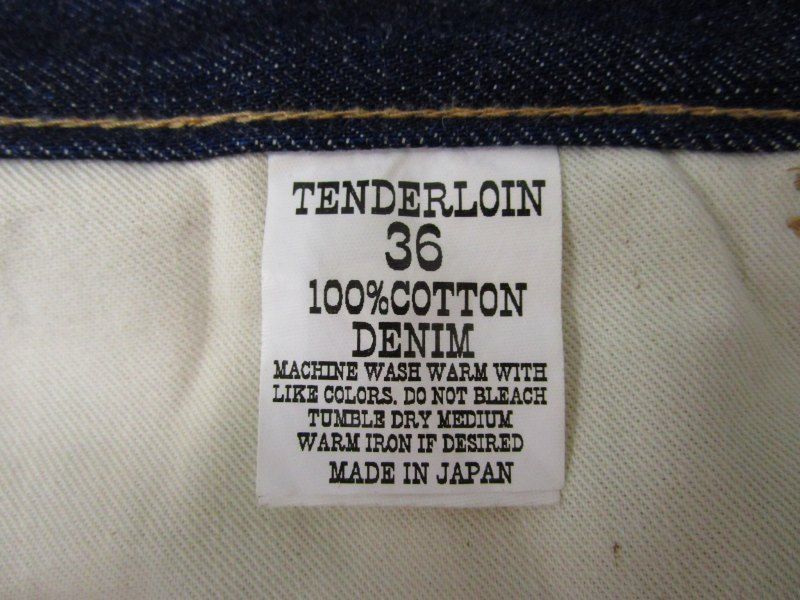 TENDERLOIN
36
100%COTTON
DENIM
MACHINE WASH WARM WITH
LIKE COLORS. DO NOT BLEACH
TUMBLE DRY MEDIUM
WARM IRON IF DESIRED
MADE IN JAPAN